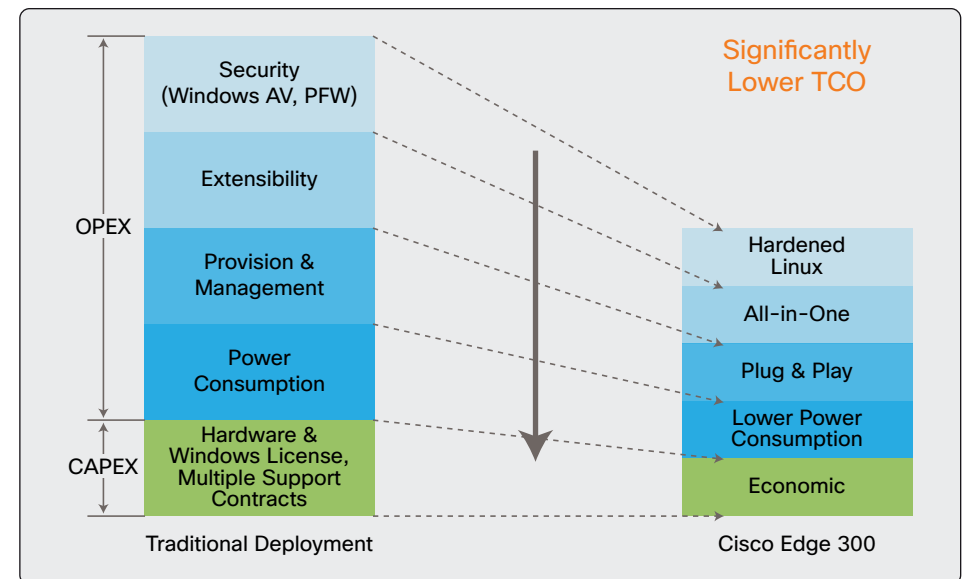 Significantly
Lower TCO
OPEX
CAPEX
Security
(Windows AV, PFW)
Extensibility
Provision &
Management
Power
Consumption
Hardware &
Windows License,
Multiple Support
Contracts
Traditional Deployment
Hardened
Linux
All-in-One
Plug & Play
Lower Power
Consumption
Economic
Cisco Edge 300